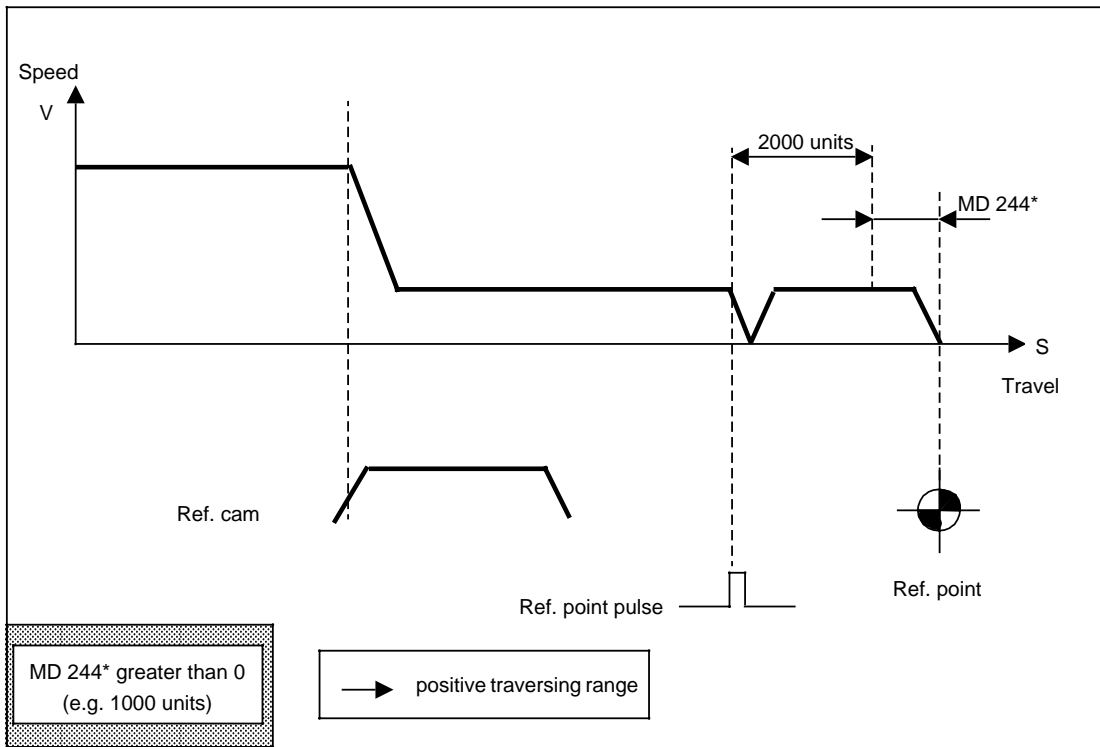 Speed
V
2000 units
MD 244*
S
Travel
Ref. cam
Ref. point
Ref. point pulse
MD 244* greater than 0
(e.g. 1000 units)
positive traversing range